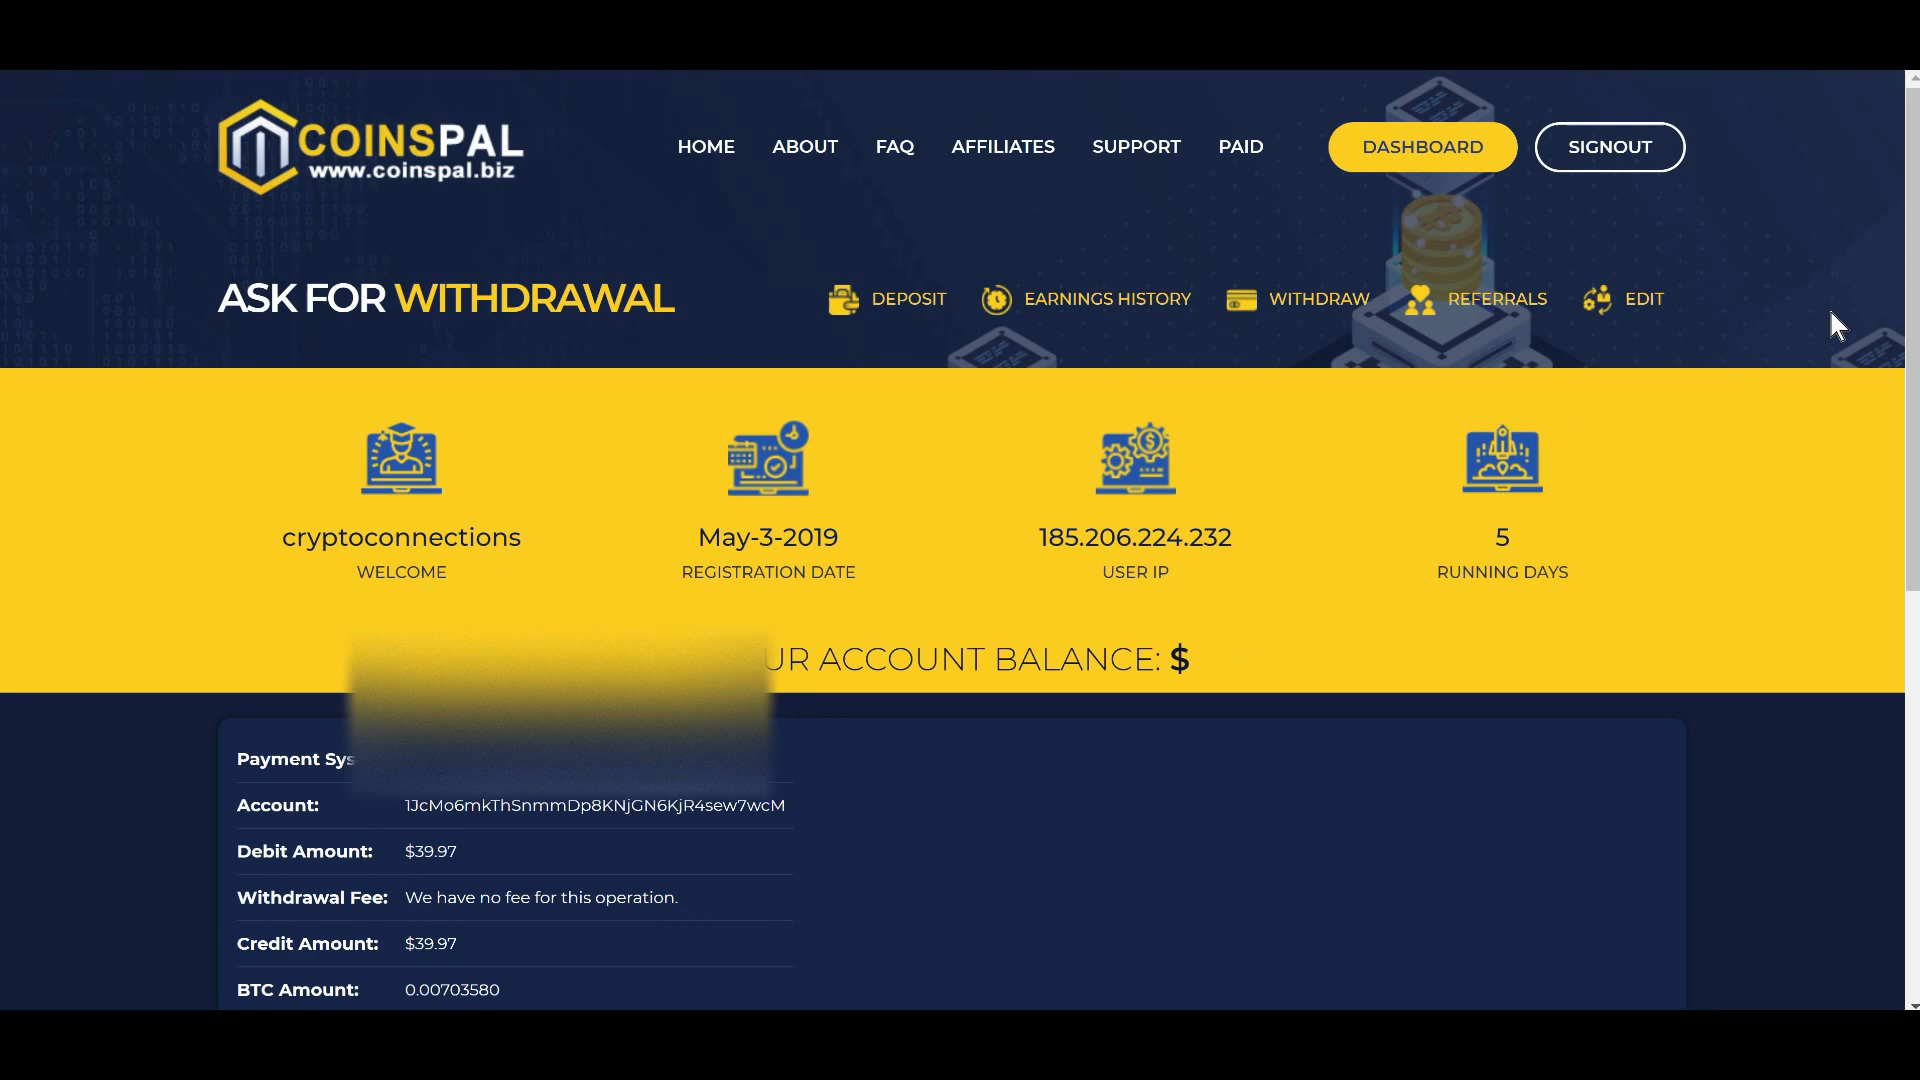 COINSPAL
www.coinspal.biz
HOME ABOUT FAQ AFFILIATES SUPPORT PAID DASHBOARD SIGNOUT
ASK FOR WITHDRAWAL
DEPOSIT EARNINGS HISTORY WITHDRAW REFERRALS EDIT
cryptoconnections May-3-2019 185.206.224.232 5
WELCOME REGISTRATION DATE USER IP RUNNING DAYS
UR ACCOUNT BALANCE: $
Payment Sys
Account: 1JcMo6mkThSnmmDp8KNjGN6KjR4sew7wcM
Debit Amount: $39.97
Withdrawal Fee: We have no fee for this operation.
Credit Amount: $39.97
BTC Amount: 0.00703580